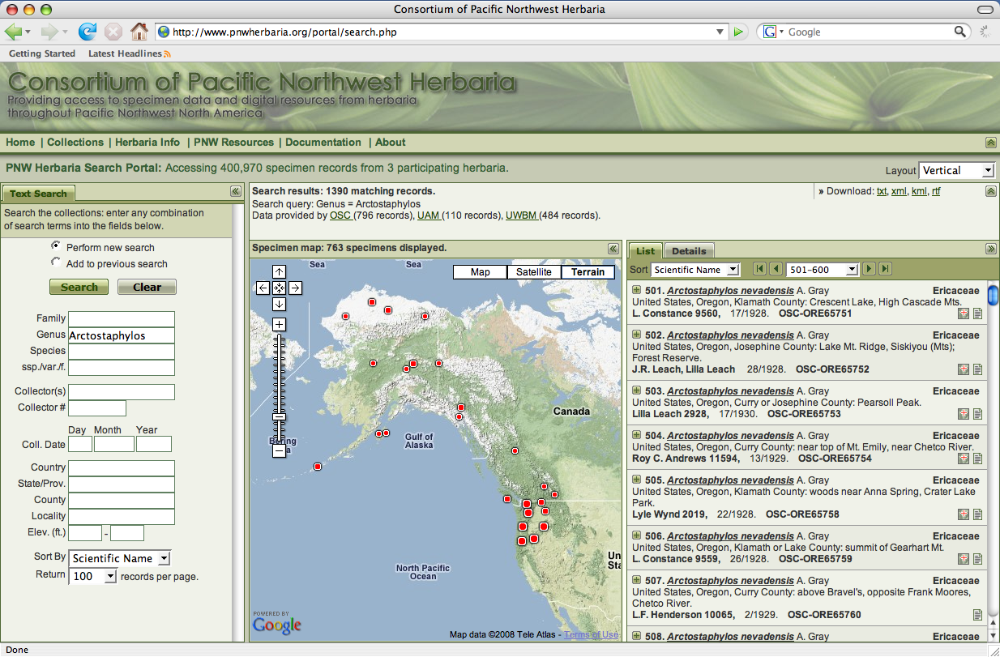 Consortium of Pacific Northwest Herbaria
http://www.pnwherbaria.org/portal/search.php
G Google
Getting Started Latest Headlines
Consortium of Pacific Northwest Herbaria
Providing access to specimen data and digital resources from herbaria
throughout Pacific Northwest North America
Home | Collections | Herbaria Info | PNW Resources | Documentation | About
PNW Herbaria Search Portal: Accessing 400,970 specimen records from 3 participating herbaria.
Layout Vertical
Text Search
Search the collections: enter any combination
of search terms into the fields below.
Perform new search
Add to previous search
Search Clear
Family
Genus Arctostaphylos
Species
ssp./var./f.
Collector(s)
Collector #
Day Month Year
Coll. Date
Country
State/Prov.
County
Locality
Elev. (ft.) -
Sort By Scientific Name
Return 100 records per page.
Search results: 1390 matching records.
Search query: Genus = Arctostaphylos
Data provided by OSC (796 records), UAM (110 records), UWBM (484 records).
» Download: txt, xml, kml, rtf
Specimen map: 763 specimens displayed.
Sea Sea
Map Satellite Terrain
Canada
Gulf of
Alaska
North Pacific
Ocean
POWERED BY
Google
Map data ©2008 Tele Atlas - Terms of Use
List Details
Sort Scientific Name 501-600
501. Arctostaphylos nevadensis A. Gray Ericaceae
United States, Oregon, Klamath County: Crescent Lake, High Cascade Mts.
L. Constance 9560, 17/1928. OSC-ORE65751
502. Arctostaphylos nevadensis A. Gray Ericaceae
United States, Oregon, Josephine County: Lake Mt. Ridge, Siskiyou (Mts);
Forest Reserve.
J.R. Leach, Lilla Leach 28/1928. OSC-ORE65752
503. Arctostaphylos nevadensis A. Gray Ericaceae
United States, Oregon, Curry or Josephine County: Pearsoll Peak.
Lilla Leach 2928, 17/1930. OSC-ORE65753
504. Arctostaphylos nevadensis A. Gray Ericaceae
United States, Oregon, Curry County: near top of Mt. Emily, near Chetco River.
Roy C. Andrews 11594, 13/1929. OSC-ORE65754
505. Arctostaphylos nevadensis A. Gray Ericaceae
United States, Oregon, Klamath County: woods near Anna Spring, Crater Lake
Park.
Lyle Wynd 2019, 22/1928. OSC-ORE65758
506. Arctostaphylos nevadensis A. Gray Ericaceae
United States, Oregon, Klamath or Lake County: summit of Gearhart Mt.
L. Constance 9559, 26/1928. OSC-ORE65759
507. Arctostaphylos nevadensis A. Gray Ericaceae
United States, Oregon, Curry County: above Bravel's, opposite Frank Moores,
Chetco River.
L.F. Henderson 10065, 2/1929. OSC-ORE65760
508. Arctostaphylos nevadensis A. Gray Ericaceae
Done